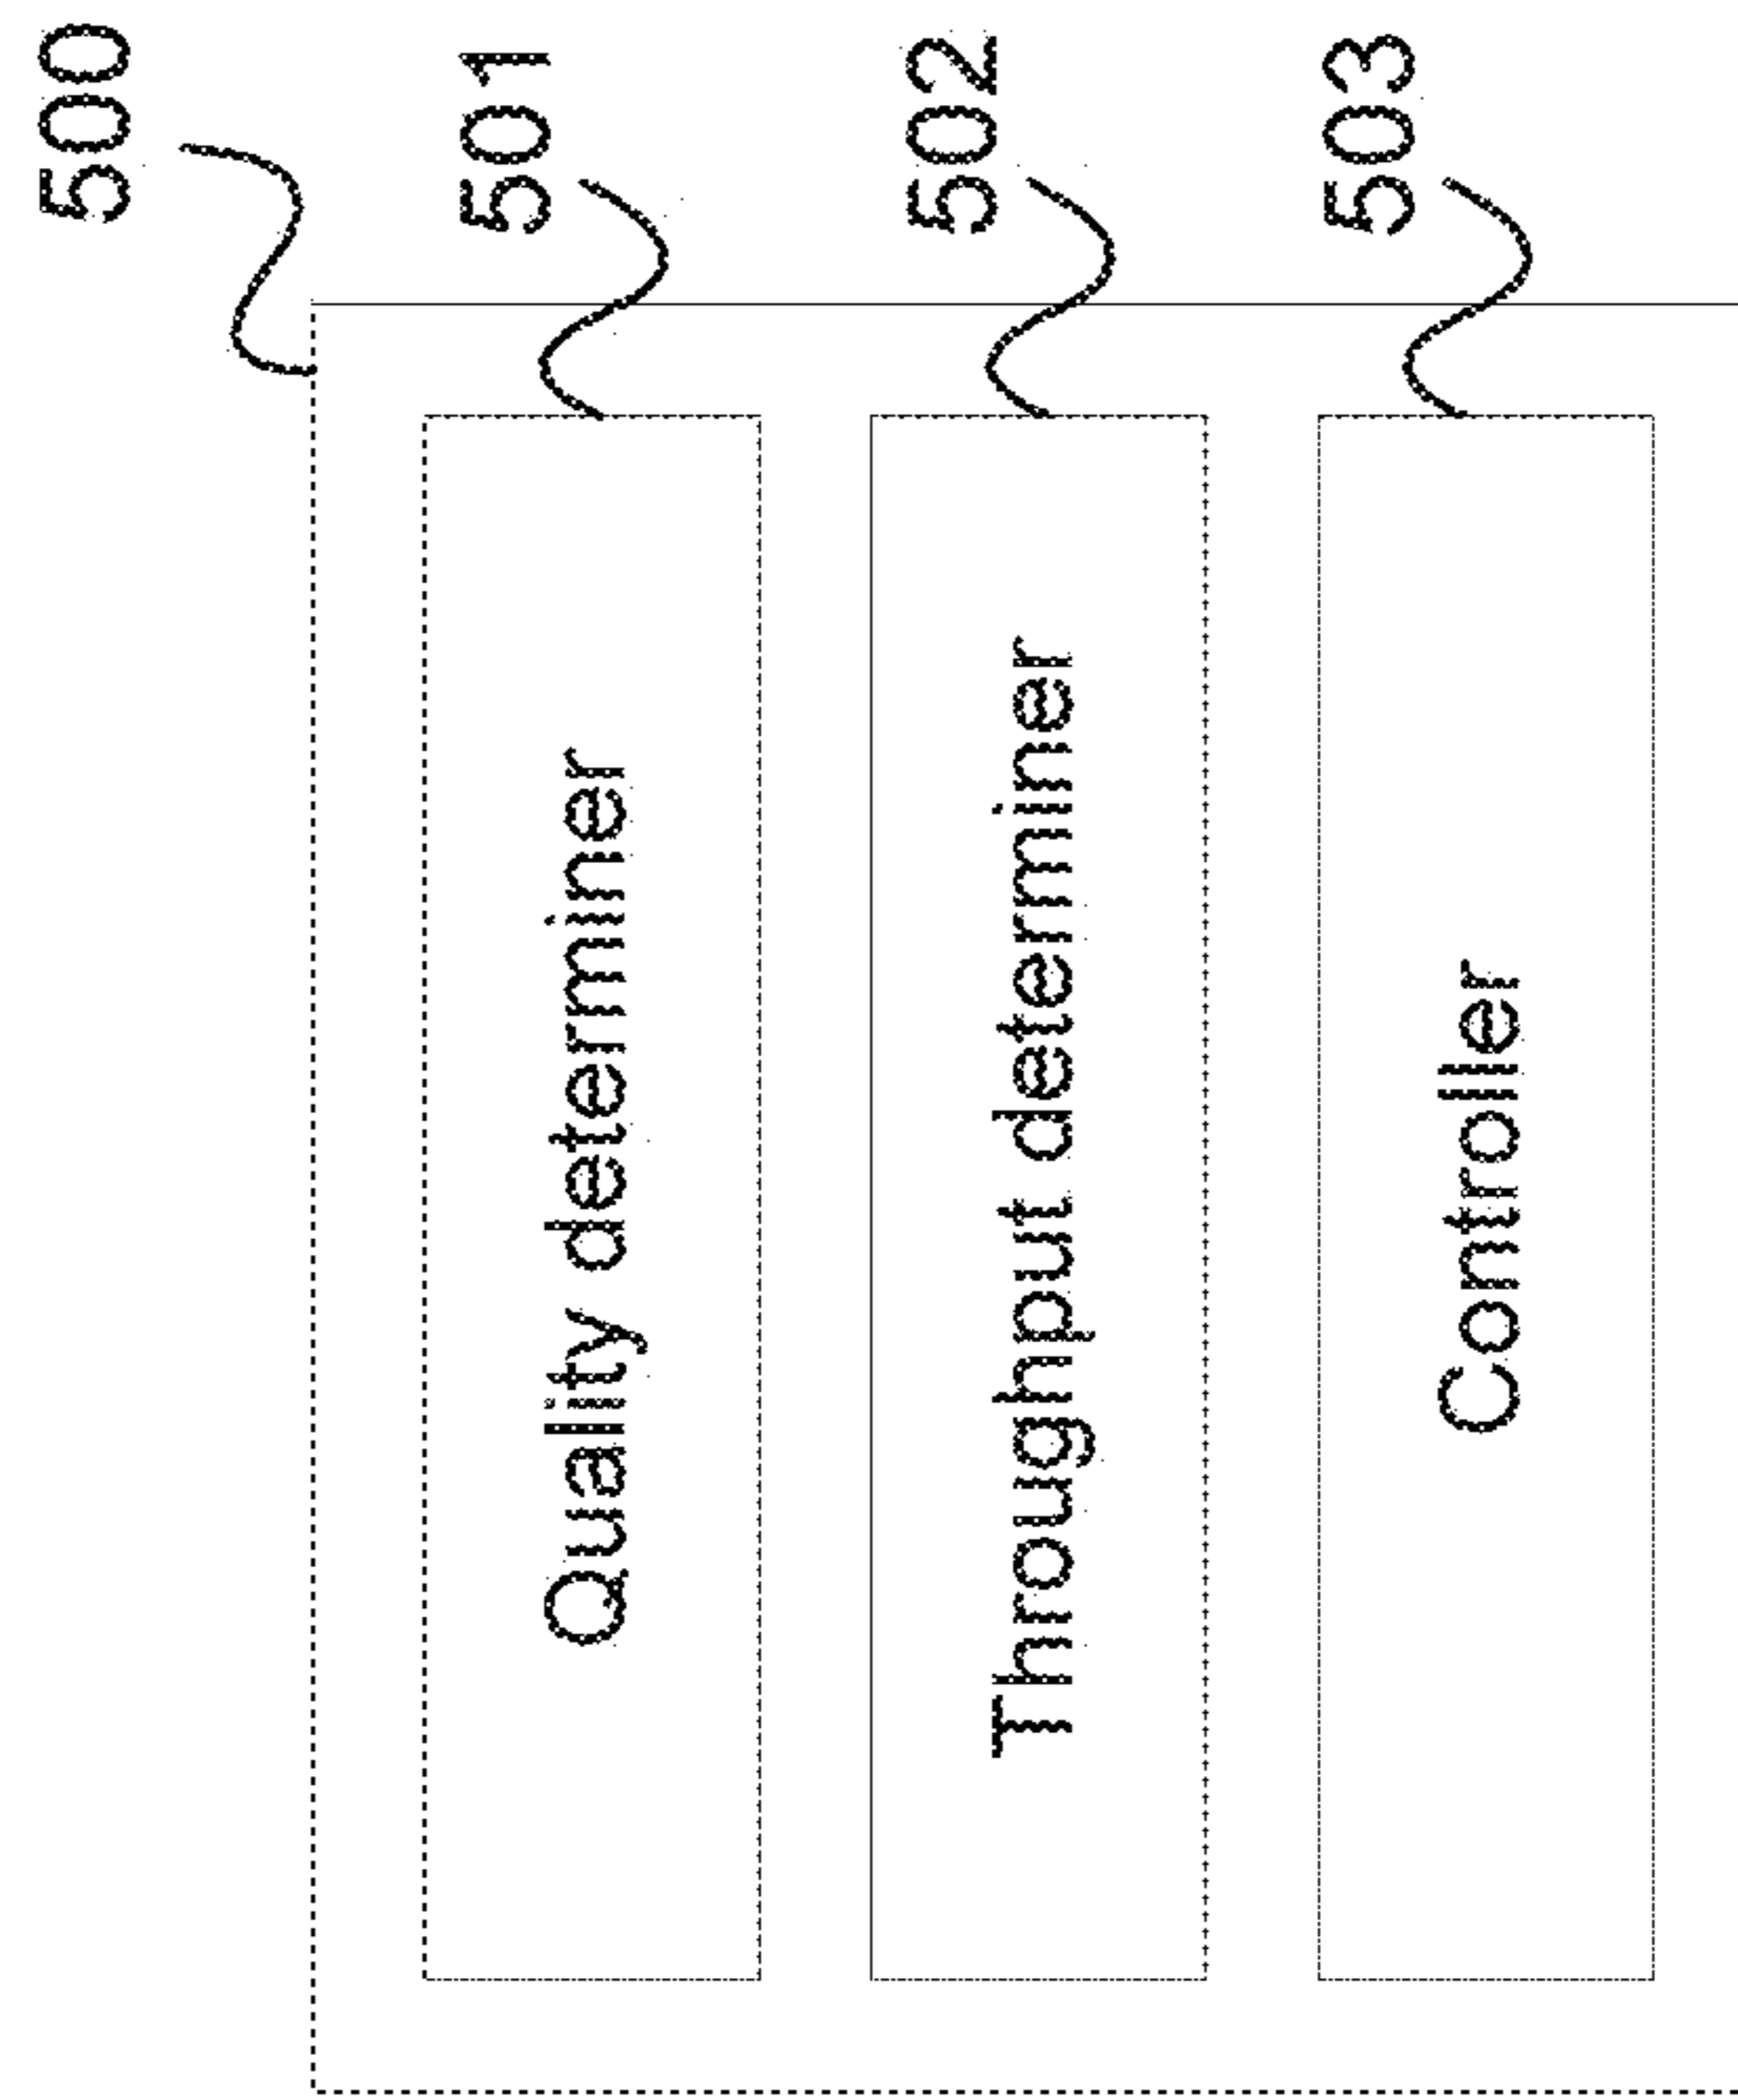 500
501
Quality determiner
502
Throughput determiner
503
Controller